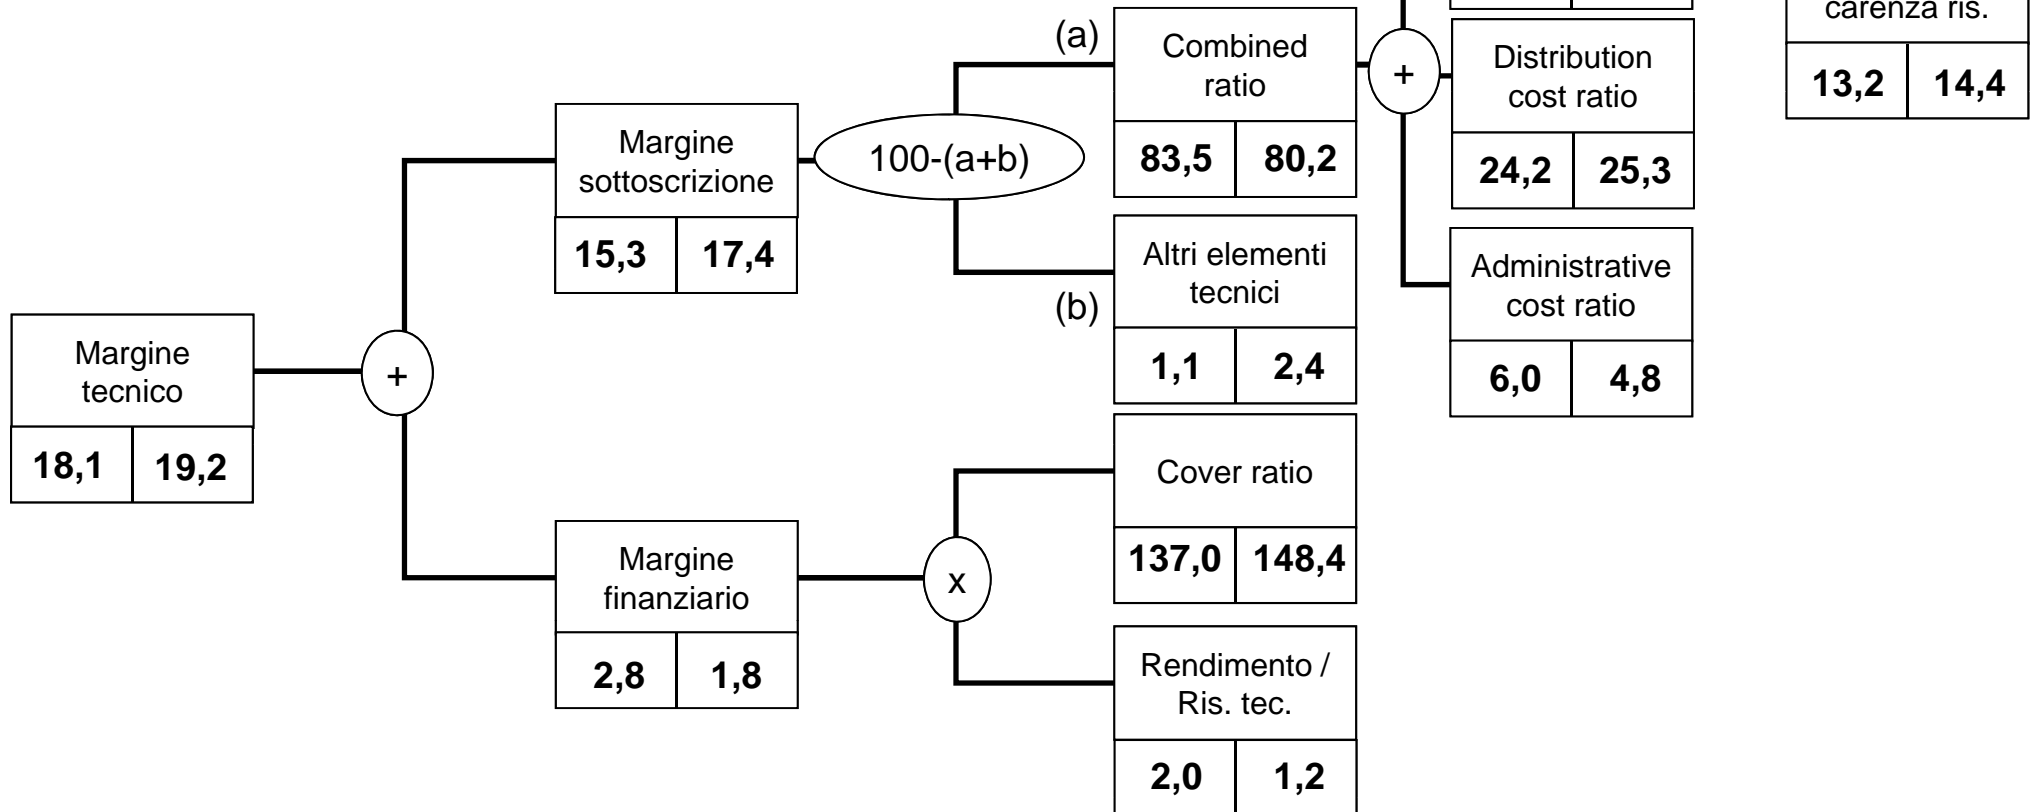 carenza ris.
13,2 14,4
(a)
Combined
ratio
83,5 80,2
+
Distribution
cost ratio
24,2 25,3
Margine
sottoscrizione
15,3 17,4
100-(a+b)
Altri elementi
tecnici
(b)
1,1 2,4
Administrative
cost ratio
6,0 4,8
Margine
tecnico
18,1 19,2
+
Cover ratio
137,0 148,4
Margine
finanziario
2,8 1,8
x
Rendimento /
Ris. tec.
2,0 1,2